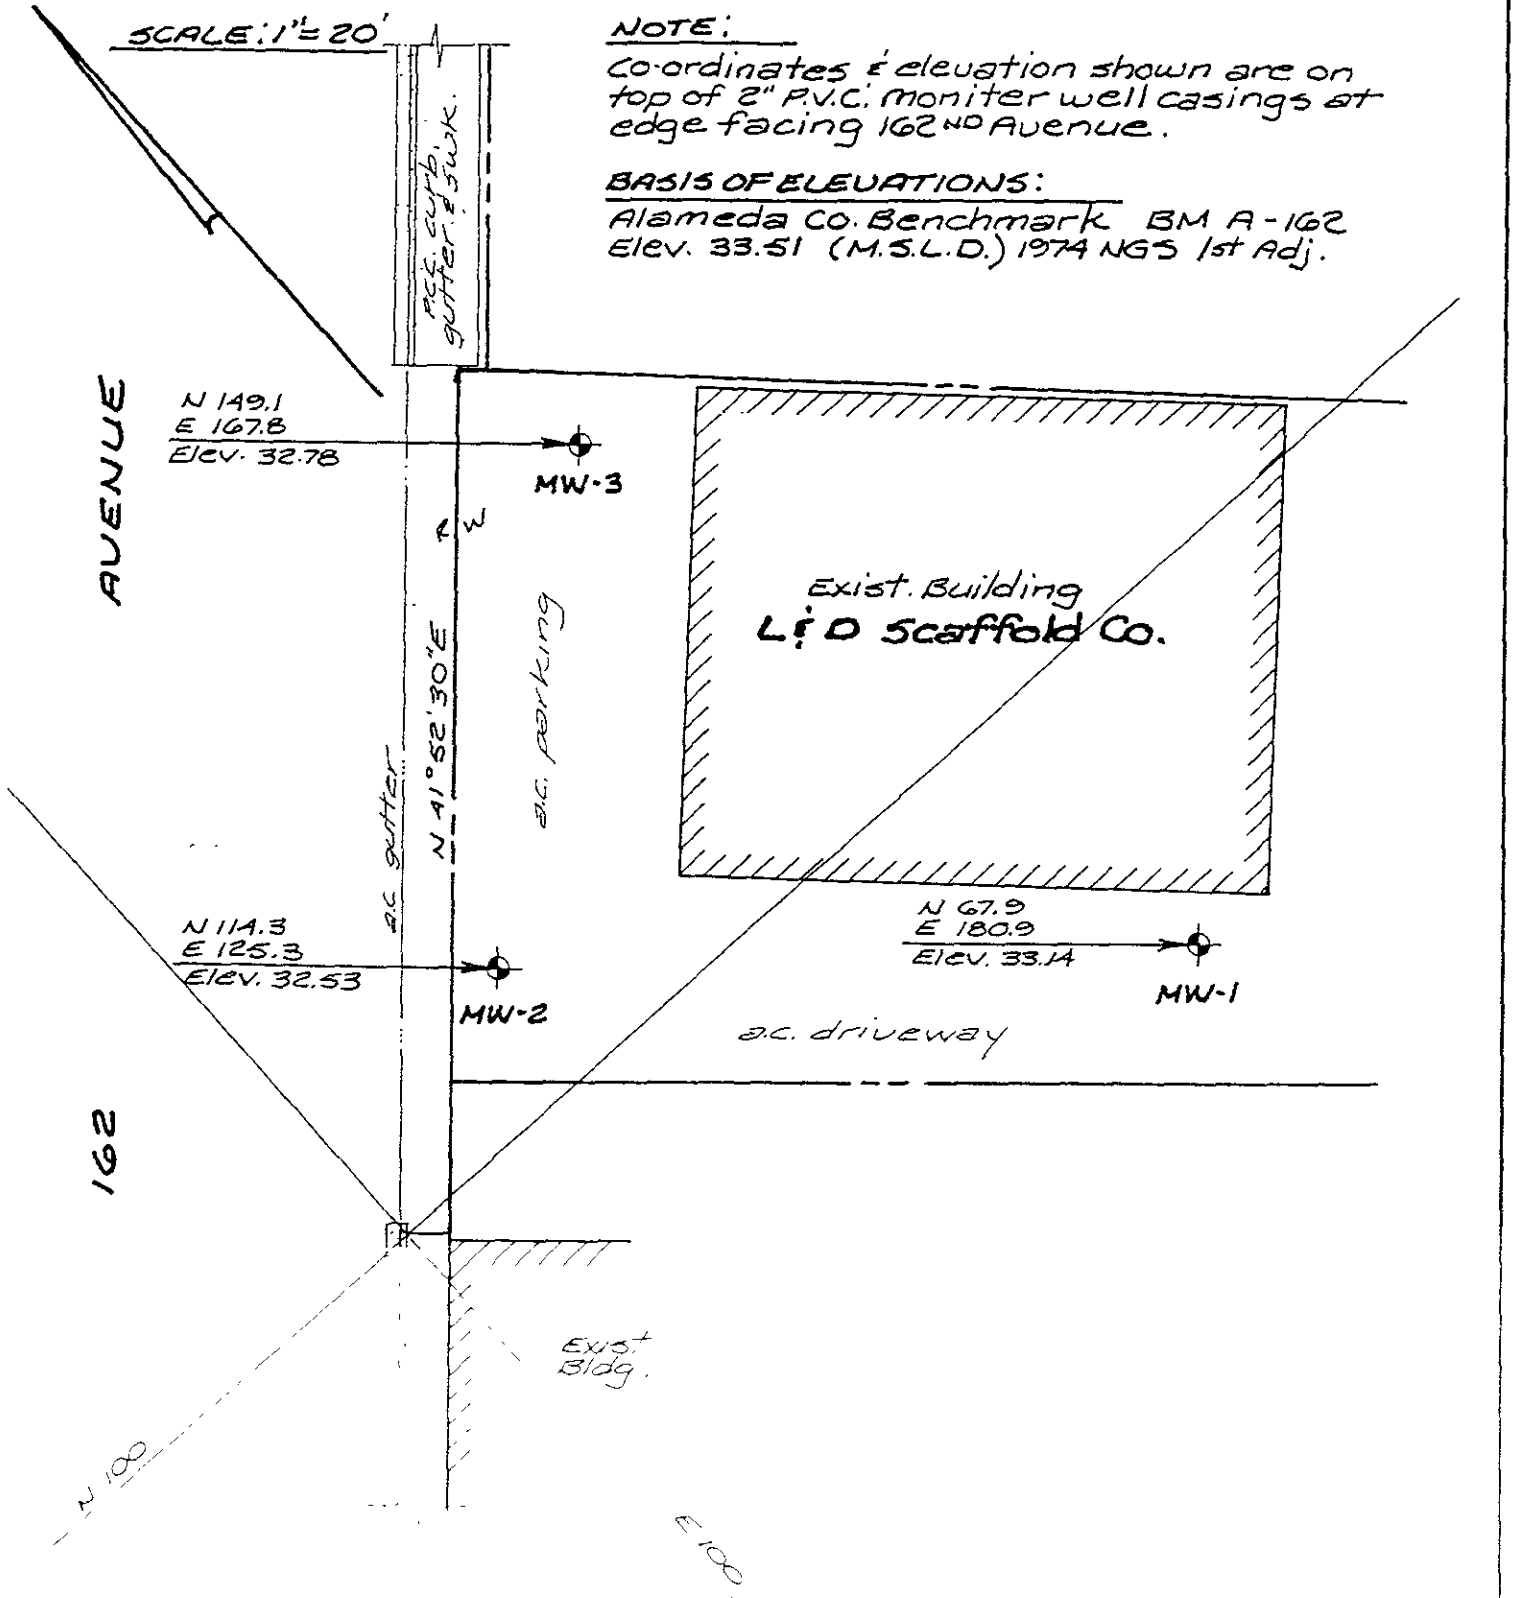 SCALE: 1" = 20'
NOTE:
Co-ordinates & elevation shown are on
top of 2" P.V.C. moniter well casings at
edge facing 162ND Avenue.
BASIS OF ELEVATIONS:
Alameda Co. Benchmark BM A-162
Elev. 33.51 (M.S.L.D.) 1974 NGS 1st Adj.
P.C.C. curb,
gutter & swk.
AVENUE
N 149.1
E 167.8
Elev. 32.78
MW-3
R W
Exist. Building
L & D Scaffold Co.
a.c. parking
N 41° 52' 30" E
a.c. gutter
N 114.3
E 125.3
Elev. 32.53
MW-2
N 67.9
E 180.9
Elev. 33.14
MW-1
a.c. driveway
162
Exist
Bldg.
N 100
E 100